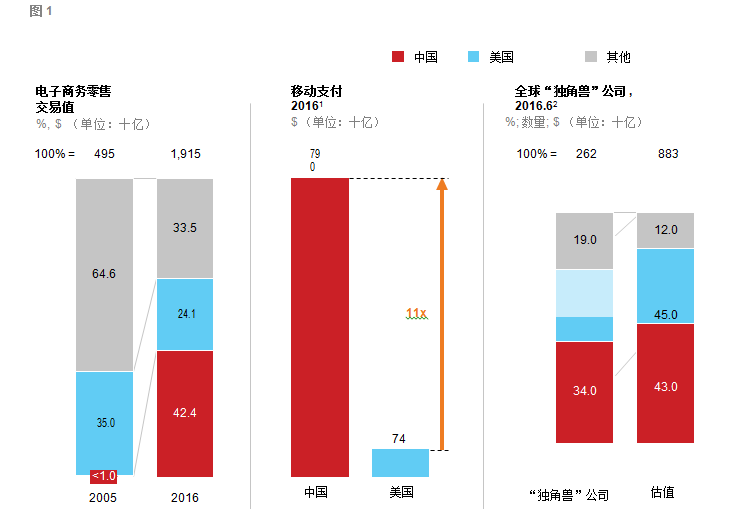 图 1
中国 美国 其他
电子商务零售
交易值
%, $ （单位：十亿）
100% = 495 1,915
64.6
35.0
<1.0
33.5
24.1
42.4
2005 2016
移动支付
2016¹
$ （单位：十亿）
79
0
11x
74
中国 美国
全球“独角兽”公司，
2016.6²
%; 数量; $ （单位：十亿）
100% = 262 883
19.0
34.0
12.0
45.0
43.0
“独角兽”公司 估值